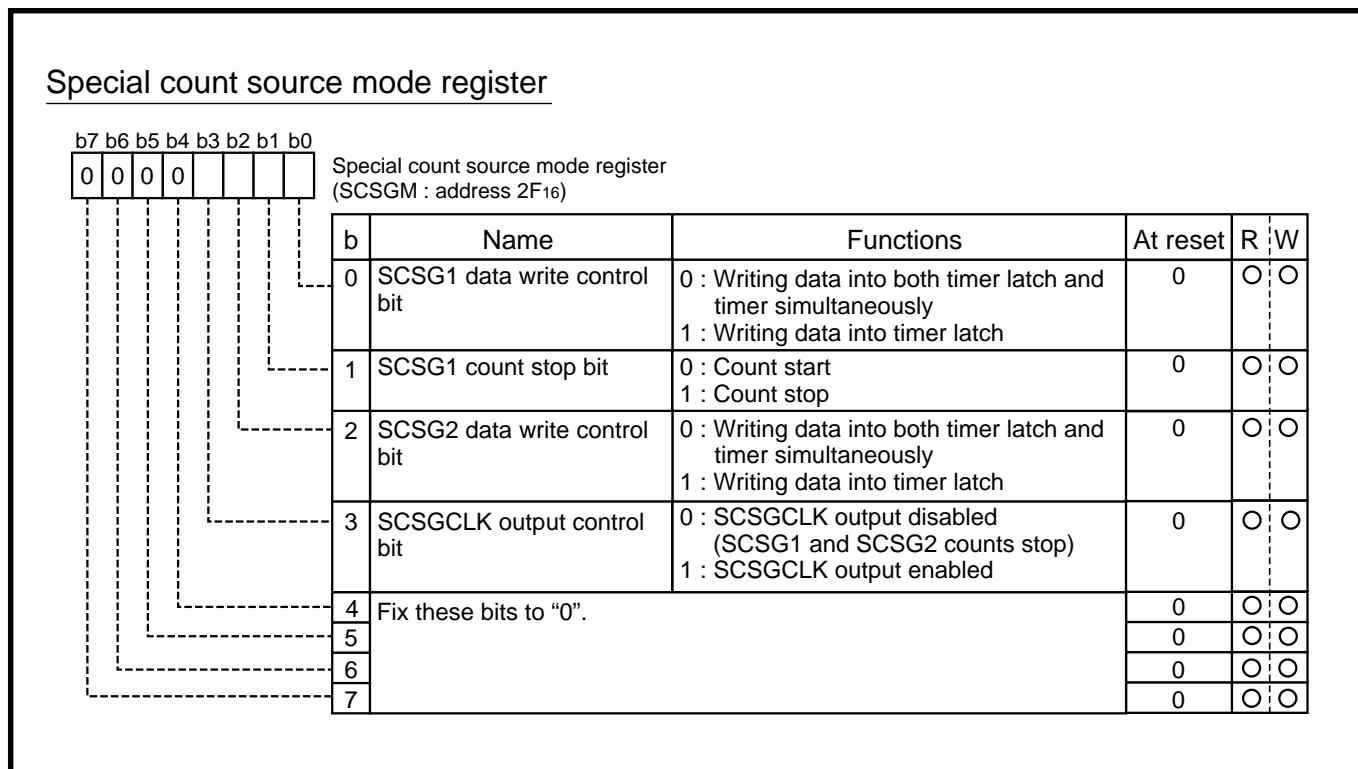 Special count source mode register
b7 b6 b5 b4 b3 b2 b1 b0
0 0 0 0
Special count source mode register
(SCSGM : address 2F16)
b Name Functions At reset R W
0 SCSG1 data write control bit 0 : Writing data into both timer latch and timer simultaneously 0 ○ ○
1 : Writing data into timer latch
1 SCSG1 count stop bit 0 : Count start 0 ○ ○
1 : Count stop
2 SCSG2 data write control bit 0 : Writing data into both timer latch and timer simultaneously 0 ○ ○
1 : Writing data into timer latch
3 SCSGCLK output control bit 0 : SCSGCLK output disabled 0 ○ ○
(SCSG1 and SCSG2 counts stop)
1 : SCSGCLK output enabled
4 Fix these bits to “0”. 0 ○ ○
5 0 ○ ○
6 0 ○ ○
7 0 ○ ○